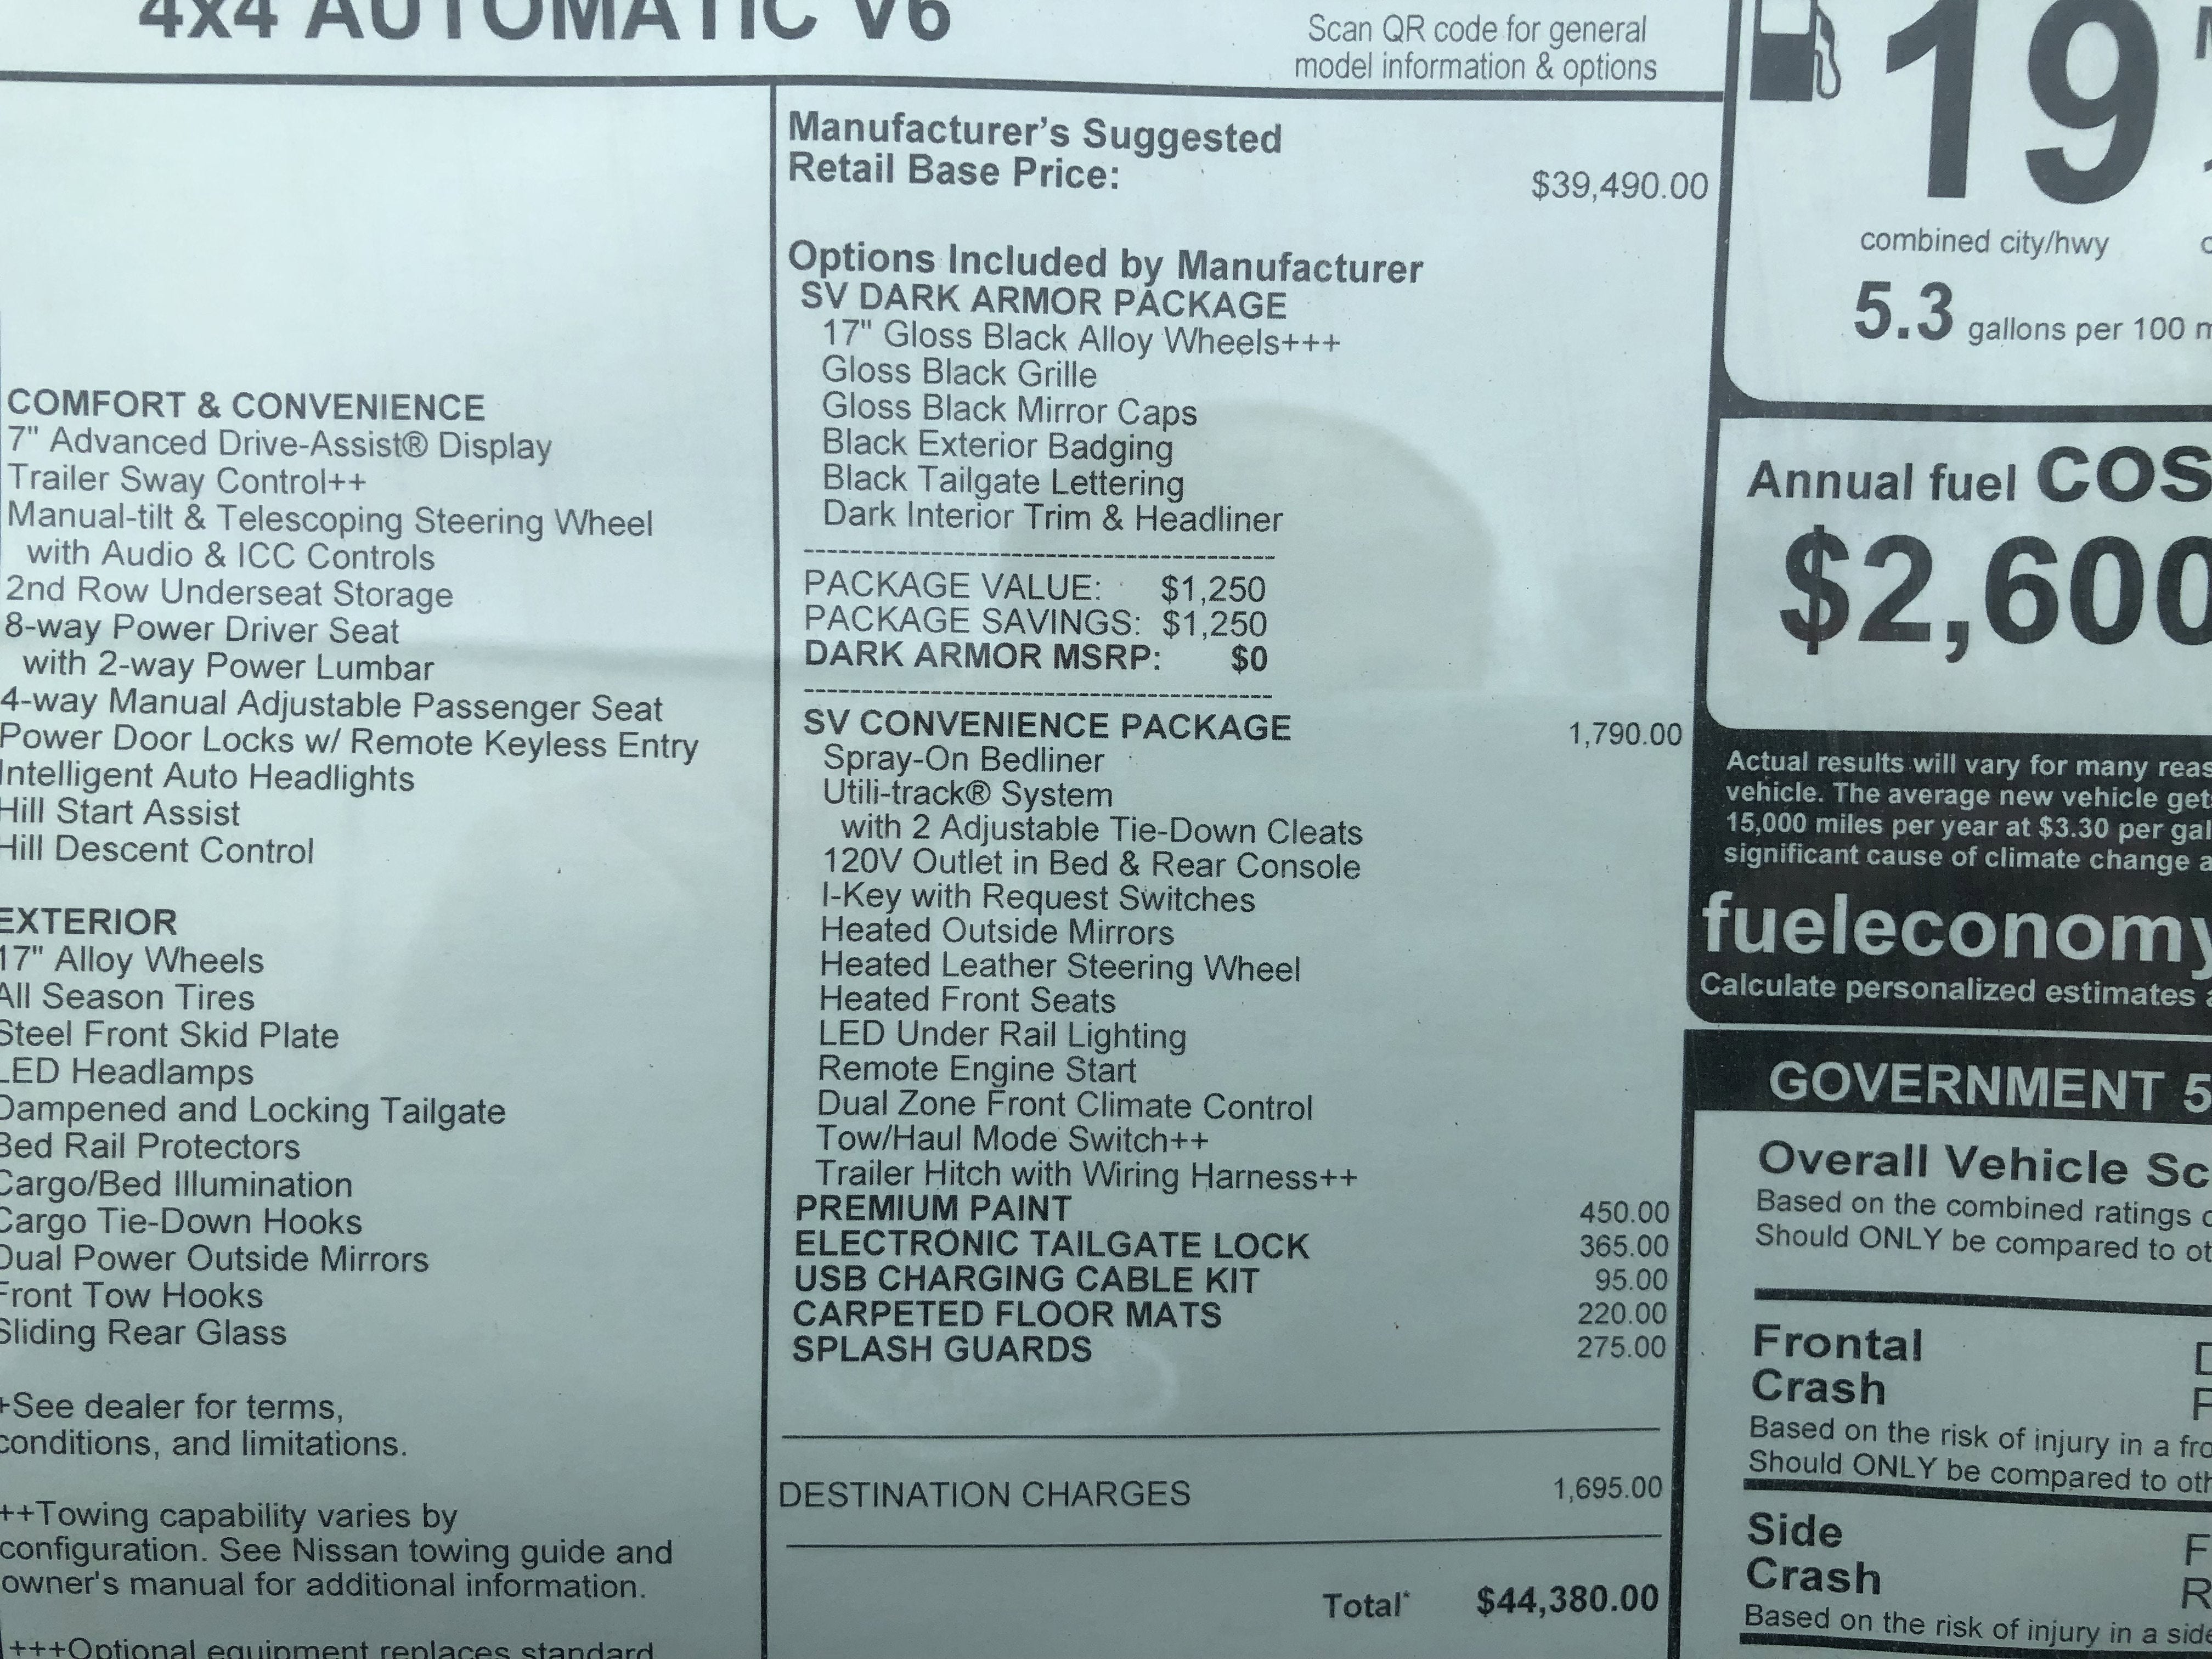 4x4 AUTOMATIC V6
Scan QR code for general
model information & options
COMFORT & CONVENIENCE
7" Advanced Drive-Assist® Display
Trailer Sway Control++
Manual-tilt & Telescoping Steering Wheel
with Audio & ICC Controls
2nd Row Underseat Storage
8-way Power Driver Seat
with 2-way Power Lumbar
4-way Manual Adjustable Passenger Seat
Power Door Locks w/ Remote Keyless Entry
Intelligent Auto Headlights
Hill Start Assist
Hill Descent Control
EXTERIOR
17" Alloy Wheels
All Season Tires
Steel Front Skid Plate
LED Headlamps
Dampened and Locking Tailgate
Bed Rail Protectors
Cargo/Bed Illumination
Cargo Tie-Down Hooks
Dual Power Outside Mirrors
Front Tow Hooks
Sliding Rear Glass
+See dealer for terms,
conditions, and limitations.
++Towing capability varies by
configuration. See Nissan towing guide and
owner's manual for additional information.
+++Optional equipment replaces standard
Manufacturer's Suggested
Retail Base Price: $39,490.00
Options Included by Manufacturer
SV DARK ARMOR PACKAGE
17" Gloss Black Alloy Wheels+++
Gloss Black Grille
Gloss Black Mirror Caps
Black Exterior Badging
Black Tailgate Lettering
Dark Interior Trim & Headliner
PACKAGE VALUE: $1,250
PACKAGE SAVINGS: $1,250
DARK ARMOR MSRP: $0
SV CONVENIENCE PACKAGE 1,790.00
Spray-On Bedliner
Utili-track® System
with 2 Adjustable Tie-Down Cleats
120V Outlet in Bed & Rear Console
I-Key with Request Switches
Heated Outside Mirrors
Heated Leather Steering Wheel
Heated Front Seats
LED Under Rail Lighting
Remote Engine Start
Dual Zone Front Climate Control
Tow/Haul Mode Switch++
Trailer Hitch with Wiring Harness++
PREMIUM PAINT 450.00
ELECTRONIC TAILGATE LOCK 365.00
USB CHARGING CABLE KIT 95.00
CARPETED FLOOR MATS 220.00
SPLASH GUARDS 275.00
DESTINATION CHARGES 1,695.00
Total* $44,380.00
19
combined city/hwy
5.3 gallons per 100 m
Annual fuel COS
$2,600
Actual results will vary for many reas
vehicle. The average new vehicle get
15,000 miles per year at $3.30 per gal
significant cause of climate change a
fueleconomy
Calculate personalized estimates
GOVERNMENT 5
Overall Vehicle Sc
Based on the combined ratings o
Should ONLY be compared to ot
Frontal
Crash
Based on the risk of injury in a fro
Should ONLY be compared to oth
Side
Crash
Based on the risk of injury in a side